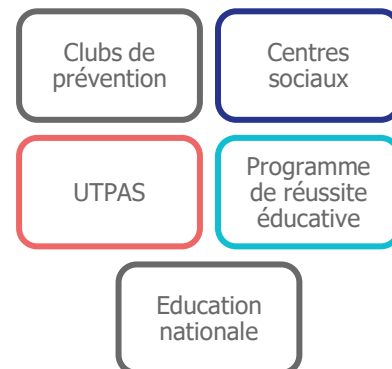 Clubs de
prévention
Centres
sociaux
UTPAS
Programme
de réussite
éducative
Education
nationale